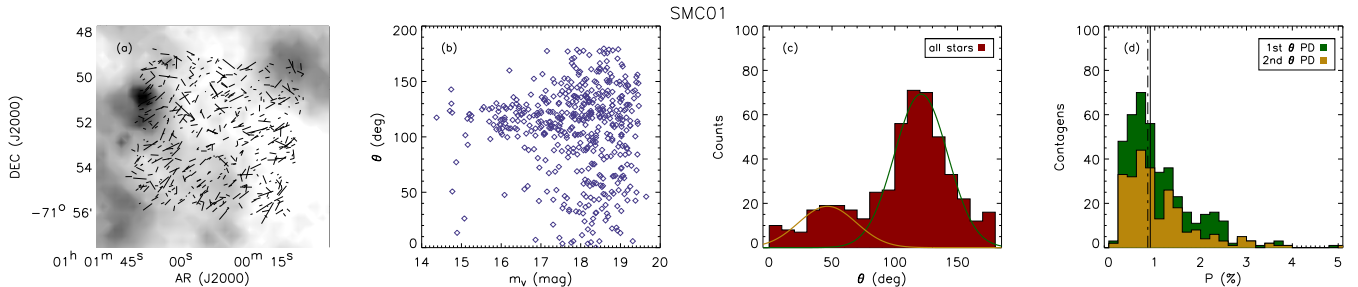 SMC01
(a)
48
50
52
54
-71° 56'
DEC (J2000)
01ʰ 01ᵐ 45ˢ
00ˢ
00ᵐ 15ˢ
AR (J2000)
(b)
200
150
100
50
0
θ (deg)
14 15 16 17 18 19 20
mᵥ (mag)
(c)
all stars
100
80
60
40
20
0
Counts
0 50 100 150
θ (deg)
(d)
1st θ PD
2nd θ PD
100
80
60
40
20
0
Contagens
0 1 2 3 4 5
P (%)